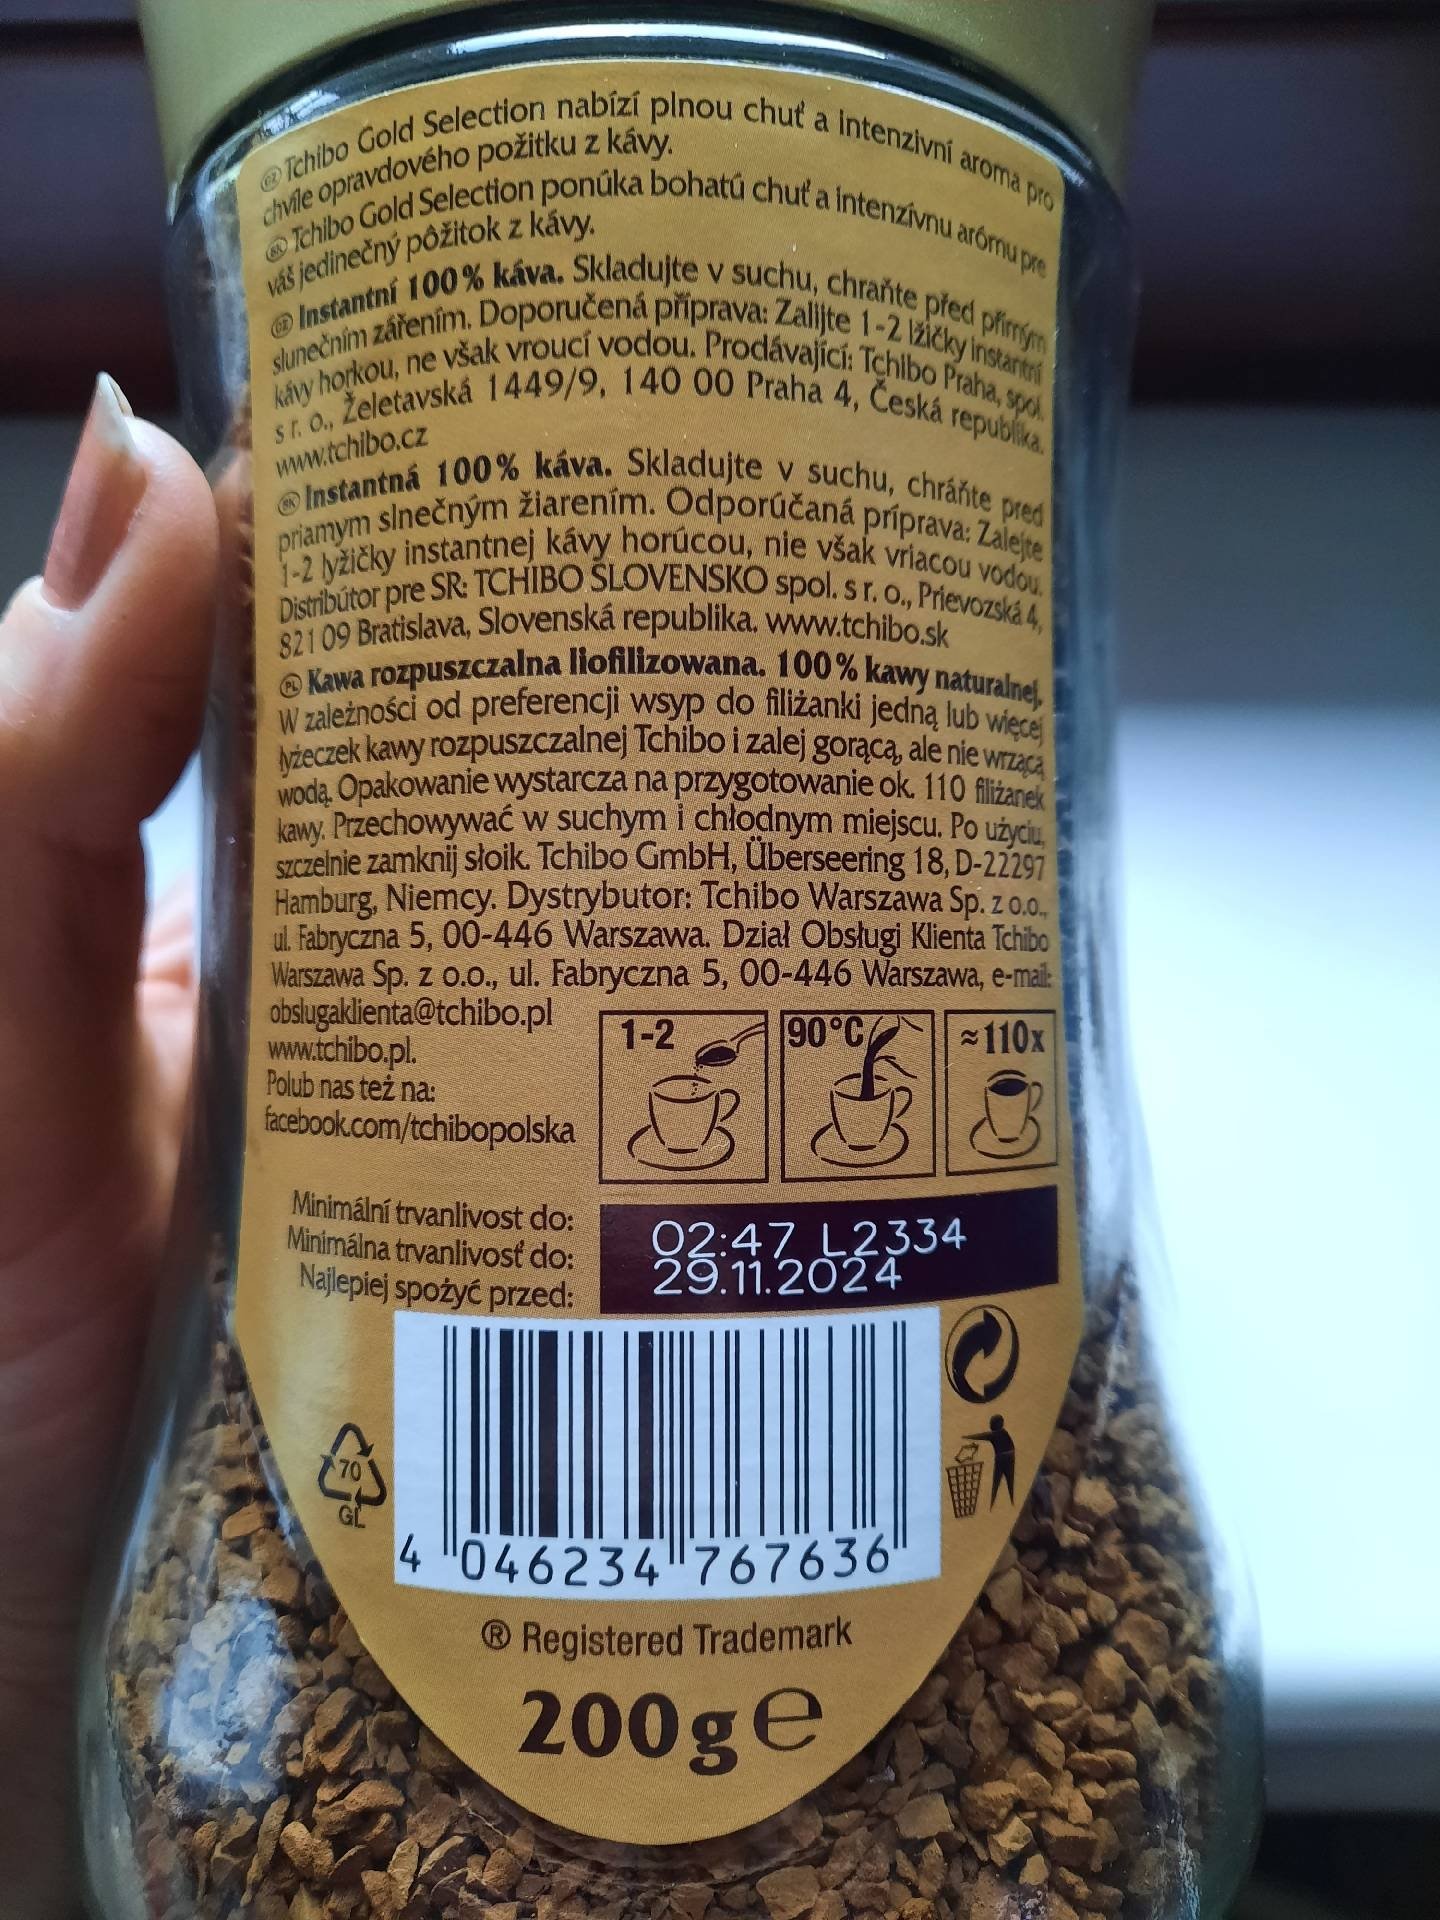 CZ Tchibo Gold Selection nabízí plnou chuť a intenzivní aroma pro
chvíle opravdového požitku z kávy.
SK Tchibo Gold Selection ponúka bohatú chuť a intenzívnu arómu pre
váš jedinečný pôžitok z kávy.
CZ Instantní 100% káva. Skladujte v suchu, chraňte před přímým
slunečním zářením. Doporučená příprava: Zalijte 1-2 lžičky instantní
kávy horkou, ne však vroucí vodou. Prodávající: Tchibo Praha, spol.
s r. o., Želetavská 1449/9, 140 00 Praha 4, Česká republika.
www.tchibo.cz
SK Instantná 100% káva. Skladujte v suchu, chráňte pred
priamym slnečným žiarením. Odporúčaná príprava: Zalejte
1-2 lyžičky instantnej kávy horúcou, nie však vriacou vodou.
Distribútor pre SR: TCHIBO SLOVENSKO spol. s r. o., Prievozská 4,
821 09 Bratislava, Slovenská republika. www.tchibo.sk
PL Kawa rozpuszczalna liofilizowana. 100% kawy naturalnej.
W zależności od preferencji wsyp do filiżanki jedną lub więcej
łyżeczek kawy rozpuszczalnej Tchibo i zalej gorącą, ale nie wrzącą
wodą. Opakowanie wystarcza na przygotowanie ok. 110 filiżanek
kawy. Przechowywać w suchym i chłodnym miejscu. Po użyciu,
szczelnie zamknij słoik. Tchibo GmbH, Überseering 18, D-22297
Hamburg, Niemcy. Dystrybutor: Tchibo Warszawa Sp. z o.o.,
ul. Fabryczna 5, 00-446 Warszawa. Dział Obsługi Klienta Tchibo
Warszawa Sp. z o.o., ul. Fabryczna 5, 00-446 Warszawa, e-mail:
obslugaklienta@tchibo.pl
www.tchibo.pl.
Polub nas też na:
facebook.com/tchibopolska
1-2
90°C
≈110x
Minimální trvanlivost do:
Minimálna trvanlivosť do:
Najlepiej spożyć przed:
02:47 L2334
29.11.2024
70
GL
4 046234 767636
® Registered Trademark
200g e